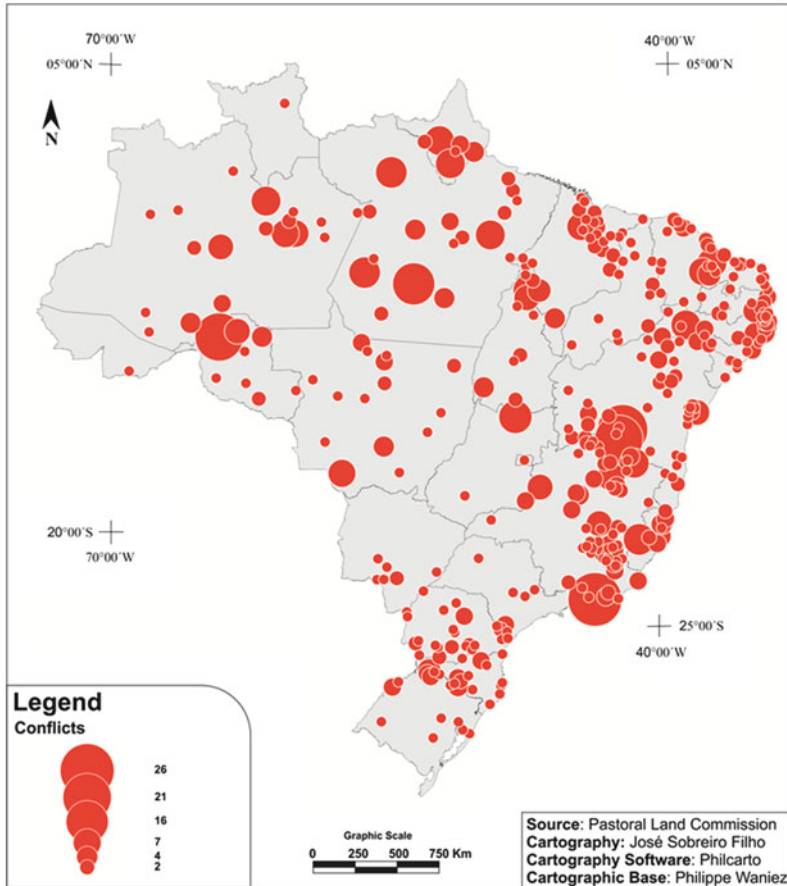 70°00'W
40°00'W
05°00'N
05°00'N
N
20°00'S
70°00'W
25°00'S
40°00'W
Legend
Conflicts
26
21
16
7
4
2
Graphic Scale
0 250 500 750 Km
Source: Pastoral Land Commission
Cartography: José Sobreiro Filho
Cartography Software: Philcarto
Cartographic Base: Philippe Waniez